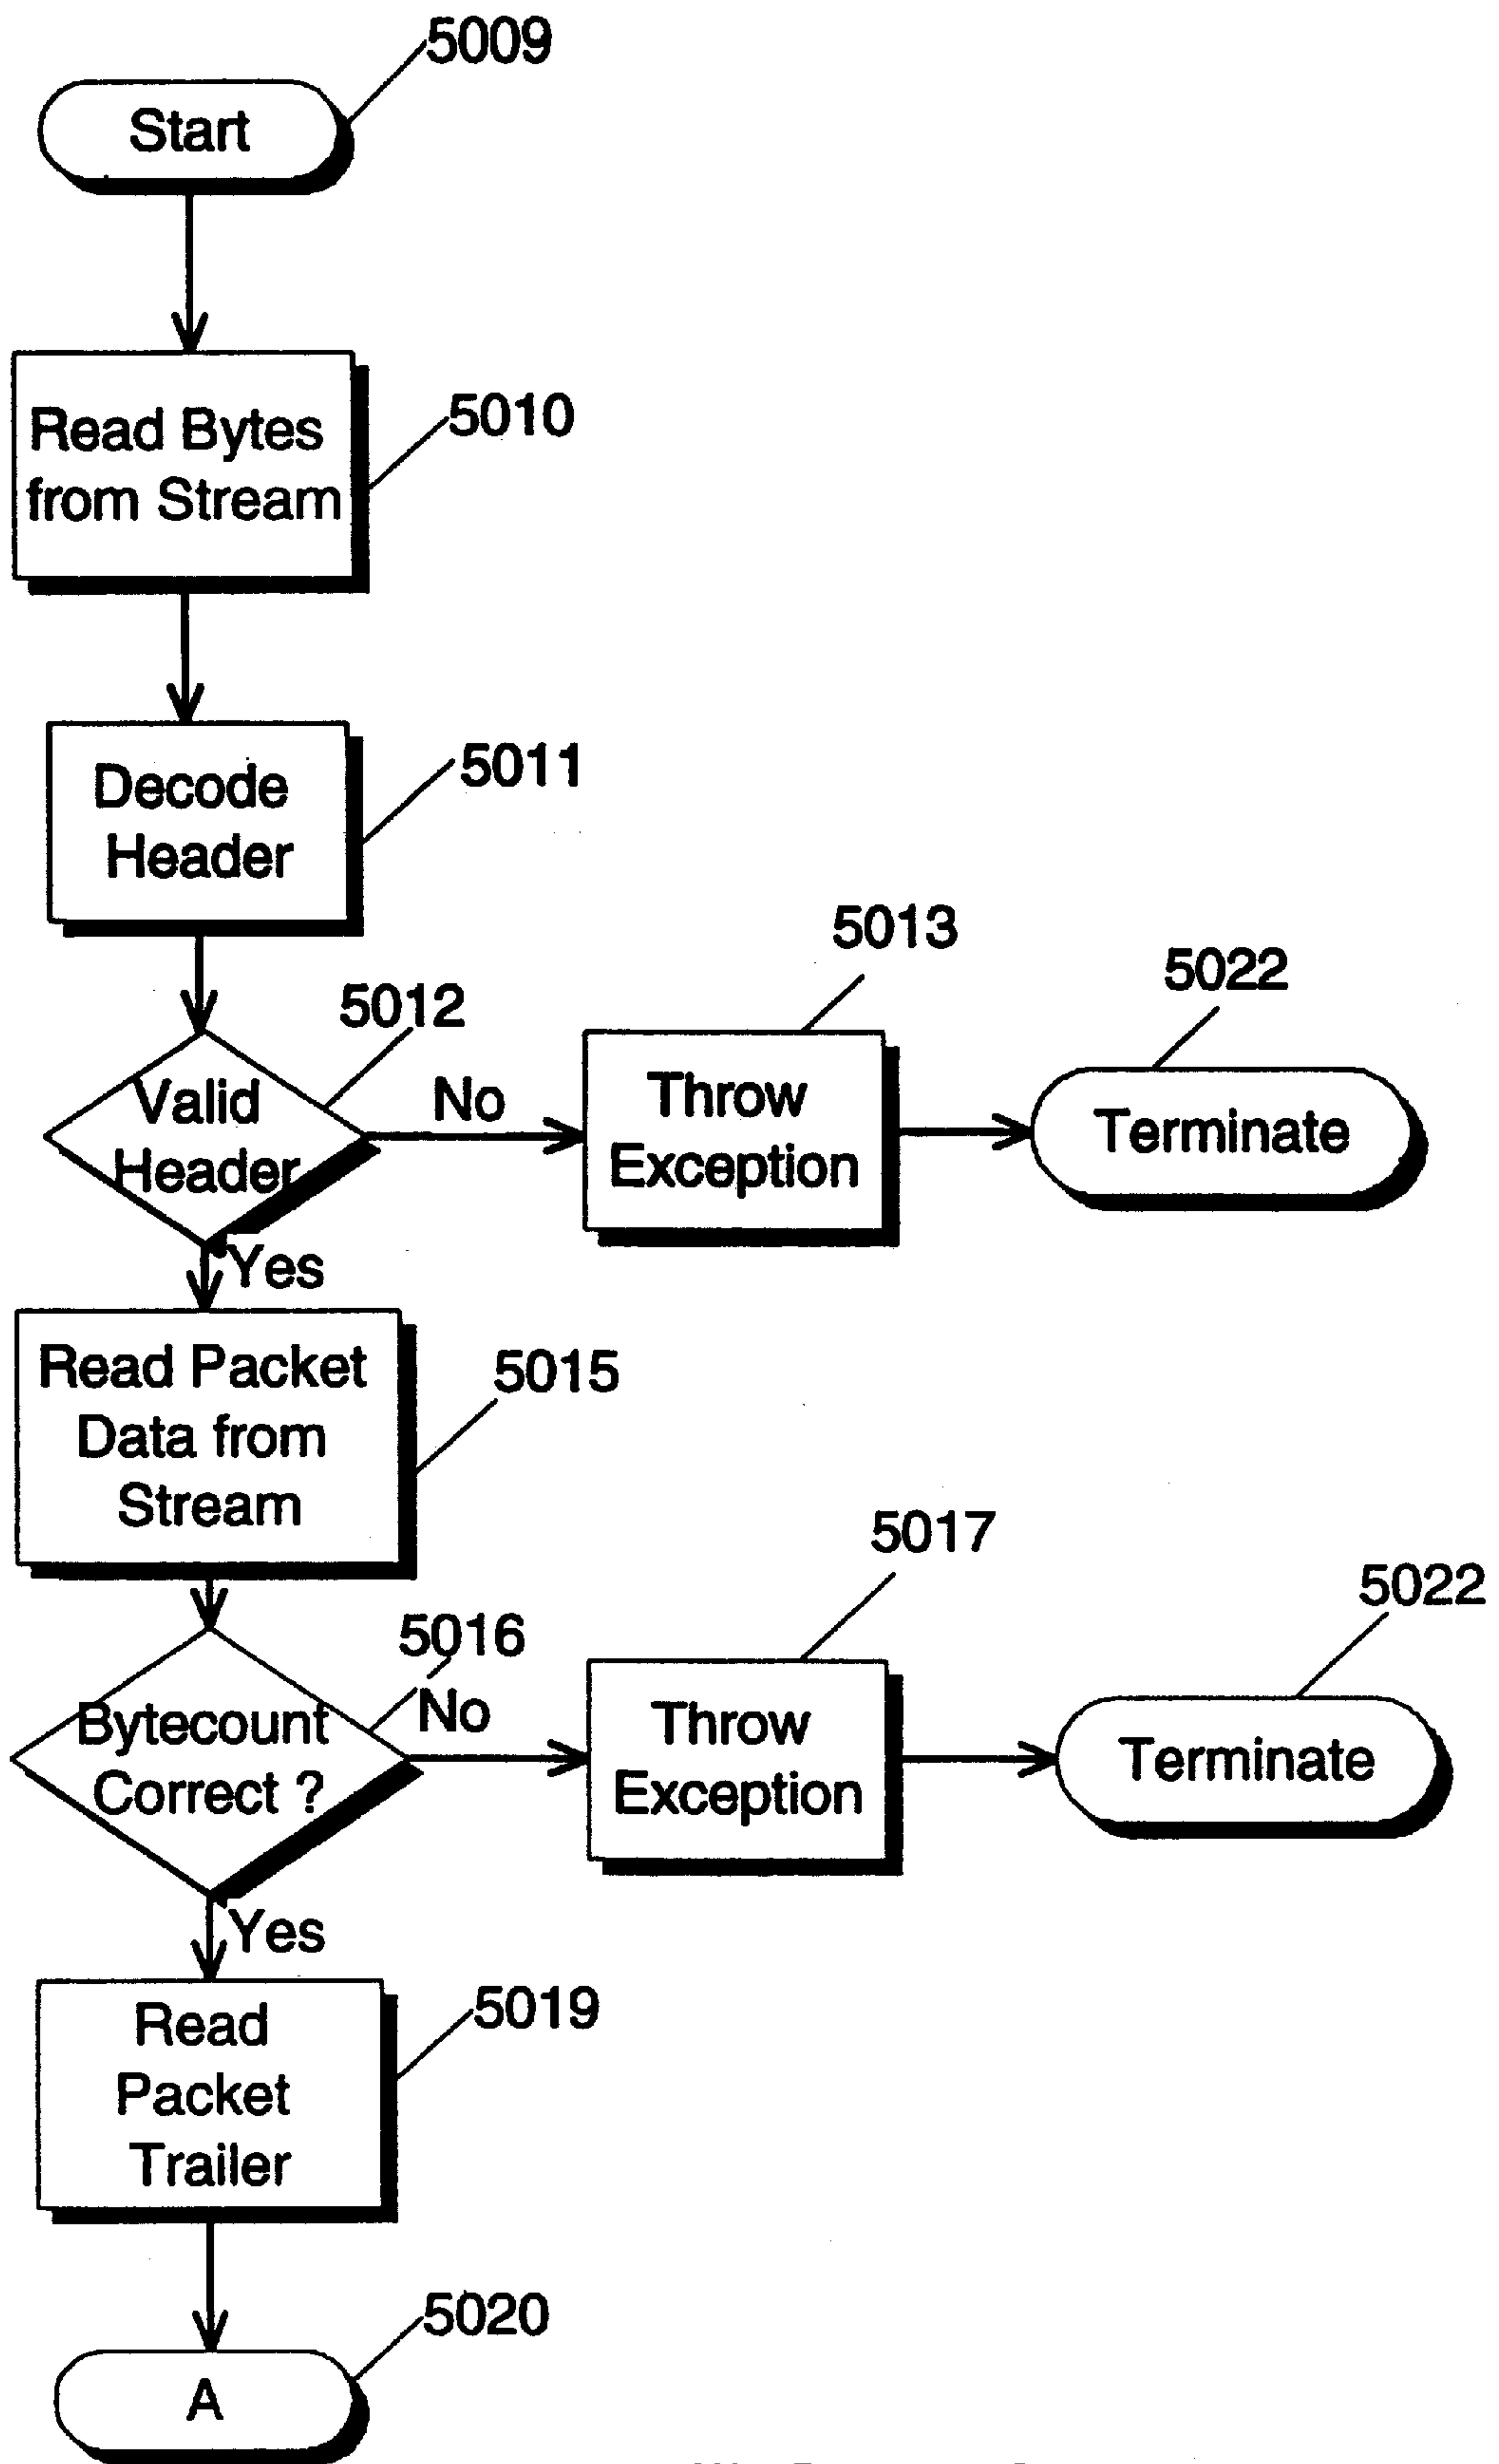 5009
Start
5010
Read Bytes
from Stream
5011
Decode
Header
5012
Valid
Header
No
5013
Throw
Exception
5022
Terminate
Yes
5015
Read Packet
Data from
Stream
5016
Bytecount
Correct ?
No
5017
Throw
Exception
5022
Terminate
Yes
5019
Read
Packet
Trailer
5020
A